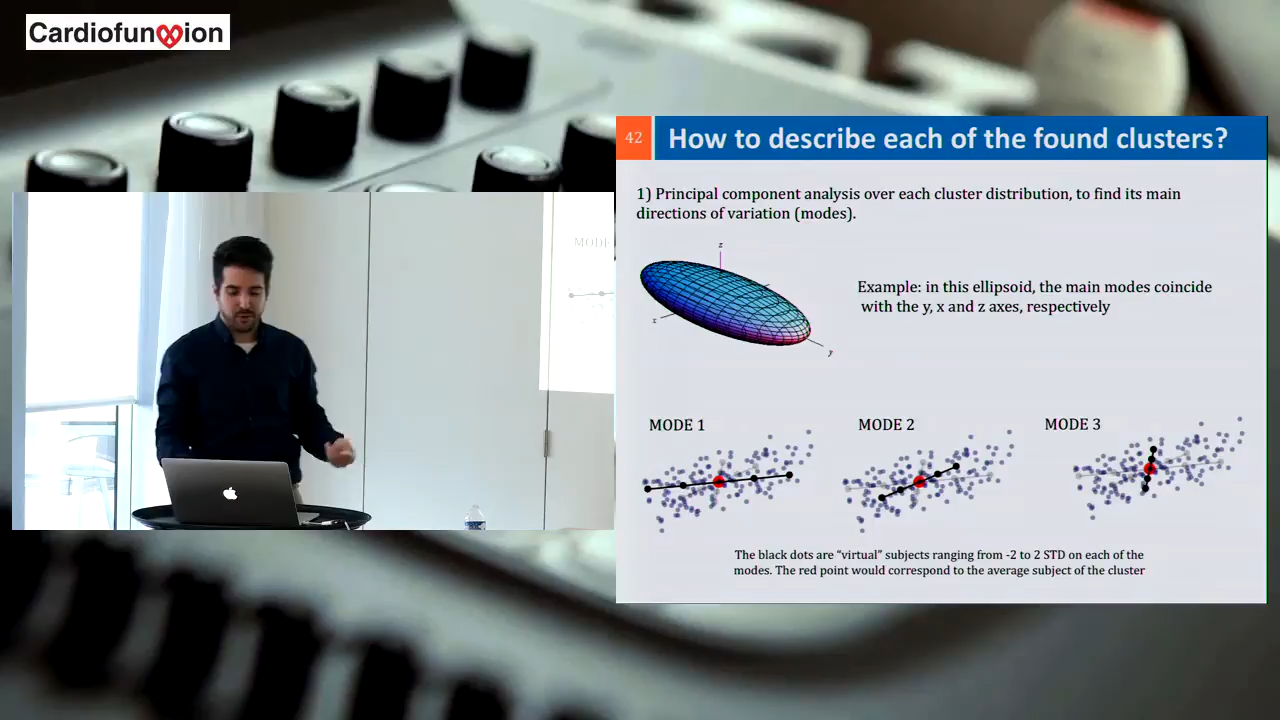 Cardiofunxion
42
How to describe each of the found clusters?
1) Principal component analysis over each cluster distribution, to find its main
directions of variation (modes).
z
x
y
Example: in this ellipsoid, the main modes coincide
with the y, x and z axes, respectively
MODE 1
MODE 2
MODE 3
MODE
The black dots are “virtual” subjects ranging from -2 to 2 STD on each of the
modes. The red point would correspond to the average subject of the cluster